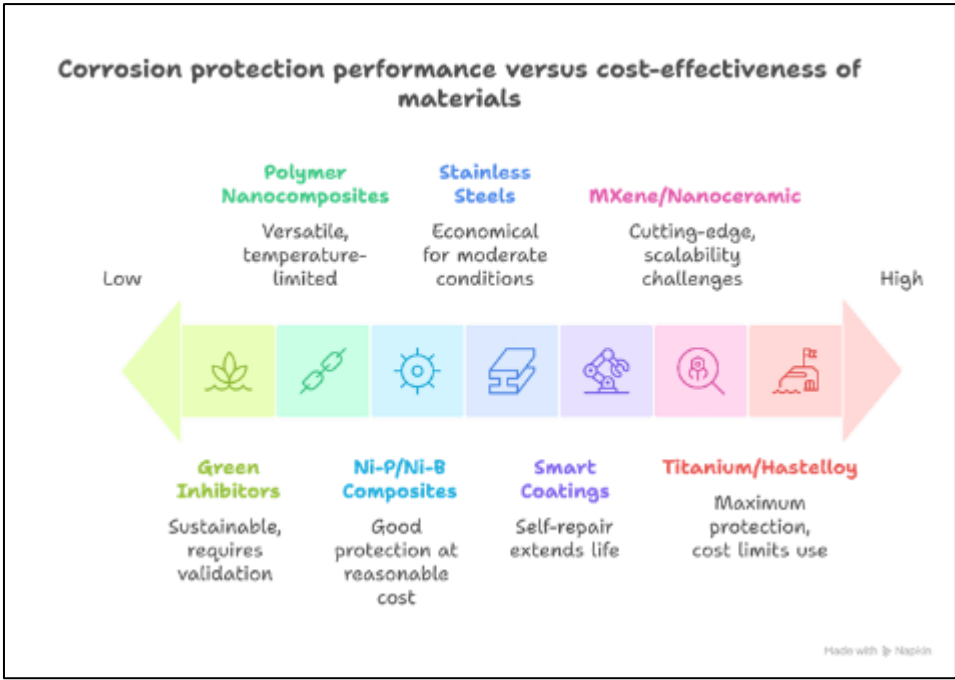 Corrosion protection performance versus cost-effectiveness of
materials
Polymer
Nanocomposites
Versatile,
temperature-
limited
Stainless
Steels
Economical
for moderate
conditions
MXene/Nanoceramic
Cutting-edge,
scalability
challenges
Low
High
Green
Inhibitors
Sustainable,
requires
validation
Ni-P/Ni-B
Composites
Good
protection at
reasonable
cost
Smart
Coatings
Self-repair
extends life
Titanium/Hastelloy
Maximum
protection,
cost limits use
Made with Napkin